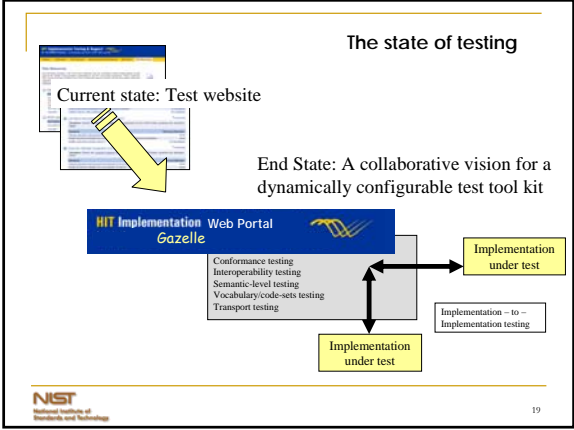 The state of testing
Current state: Test website
End State: A collaborative vision for a
dynamically configurable test tool kit
HIT Implementation Web Portal
Gazelle
Conformance testing
Interoperability testing
Semantic-level testing
Vocabulary/code-sets testing
Transport testing
Implementation
under test
Implementation – to –
Implementation testing
Implementation
under test
NIST
National Institute of
Standards and Technology
19